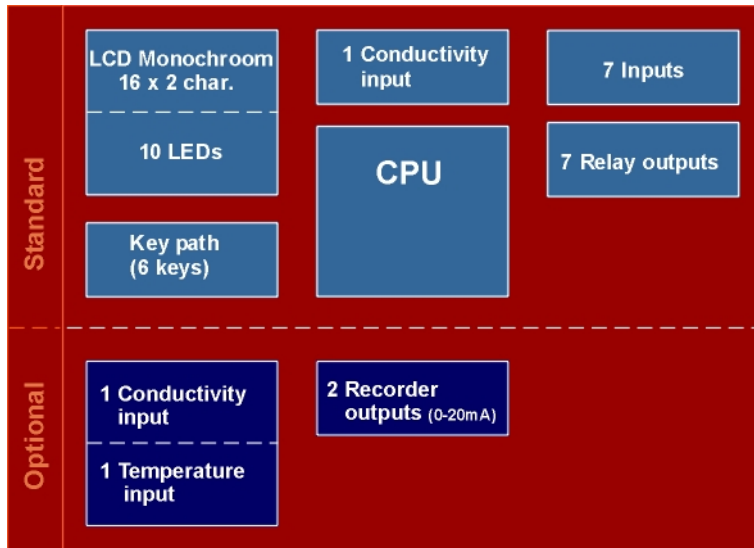 Standard
LCD Monochroom
16 x 2 char.
10 LEDs
Key path
(6 keys)
1 Conductivity
input
CPU
7 Inputs
7 Relay outputs
Optional
1 Conductivity
input
1 Temperature
input
2 Recorder
outputs (0-20mA)